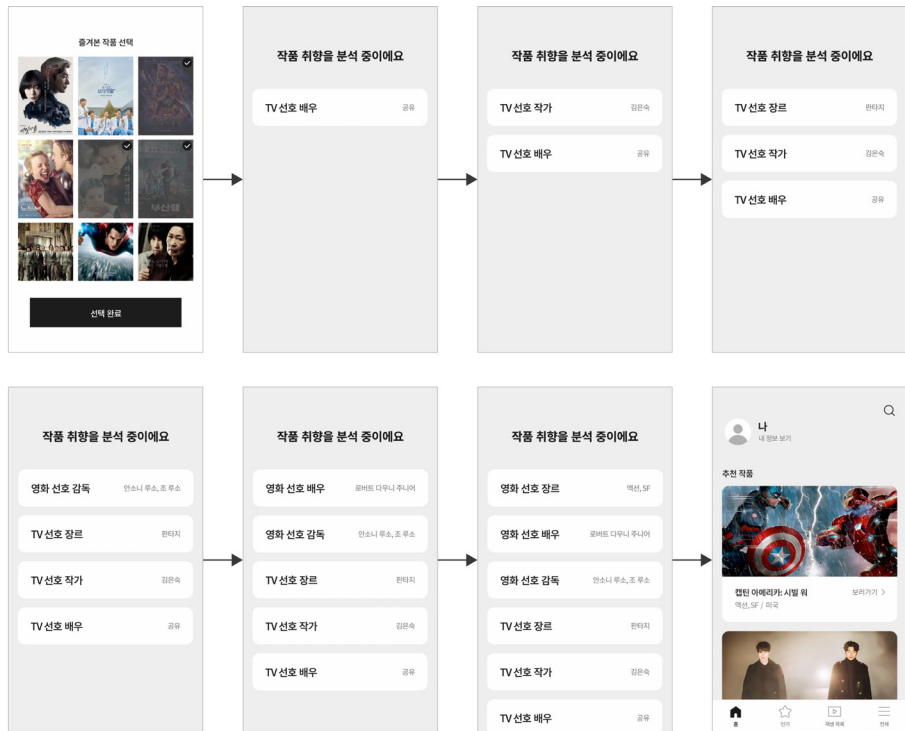 즐겨본 작품 선택
부산행
선택 완료
작품 취향을 분석 중이에요
TV 선호 배우 공유
작품 취향을 분석 중이에요
TV 선호 작가 김은숙
TV 선호 배우 공유
작품 취향을 분석 중이에요
TV 선호 장르 판타지
TV 선호 작가 김은숙
TV 선호 배우 공유
작품 취향을 분석 중이에요
영화 선호 감독 안소니 루소, 조 루소
TV 선호 장르 판타지
TV 선호 작가 김은숙
TV 선호 배우 공유
작품 취향을 분석 중이에요
영화 선호 배우 로버트 다우니 주니어
영화 선호 감독 안소니 루소, 조 루소
TV 선호 장르 판타지
TV 선호 작가 김은숙
TV 선호 배우 공유
작품 취향을 분석 중이에요
영화 선호 장르 액션, SF
영화 선호 배우 로버트 다우니 주니어
영화 선호 감독 안소니 루소, 조 루소
TV 선호 장르 판타지
TV 선호 작가 김은숙
TV 선호 배우 공유
나
내 정보 보기
추천 작품
캡틴 아메리카: 시빌 워 보러가기 >
액션, SF / 미국
홈 인기 재생 목록 전체